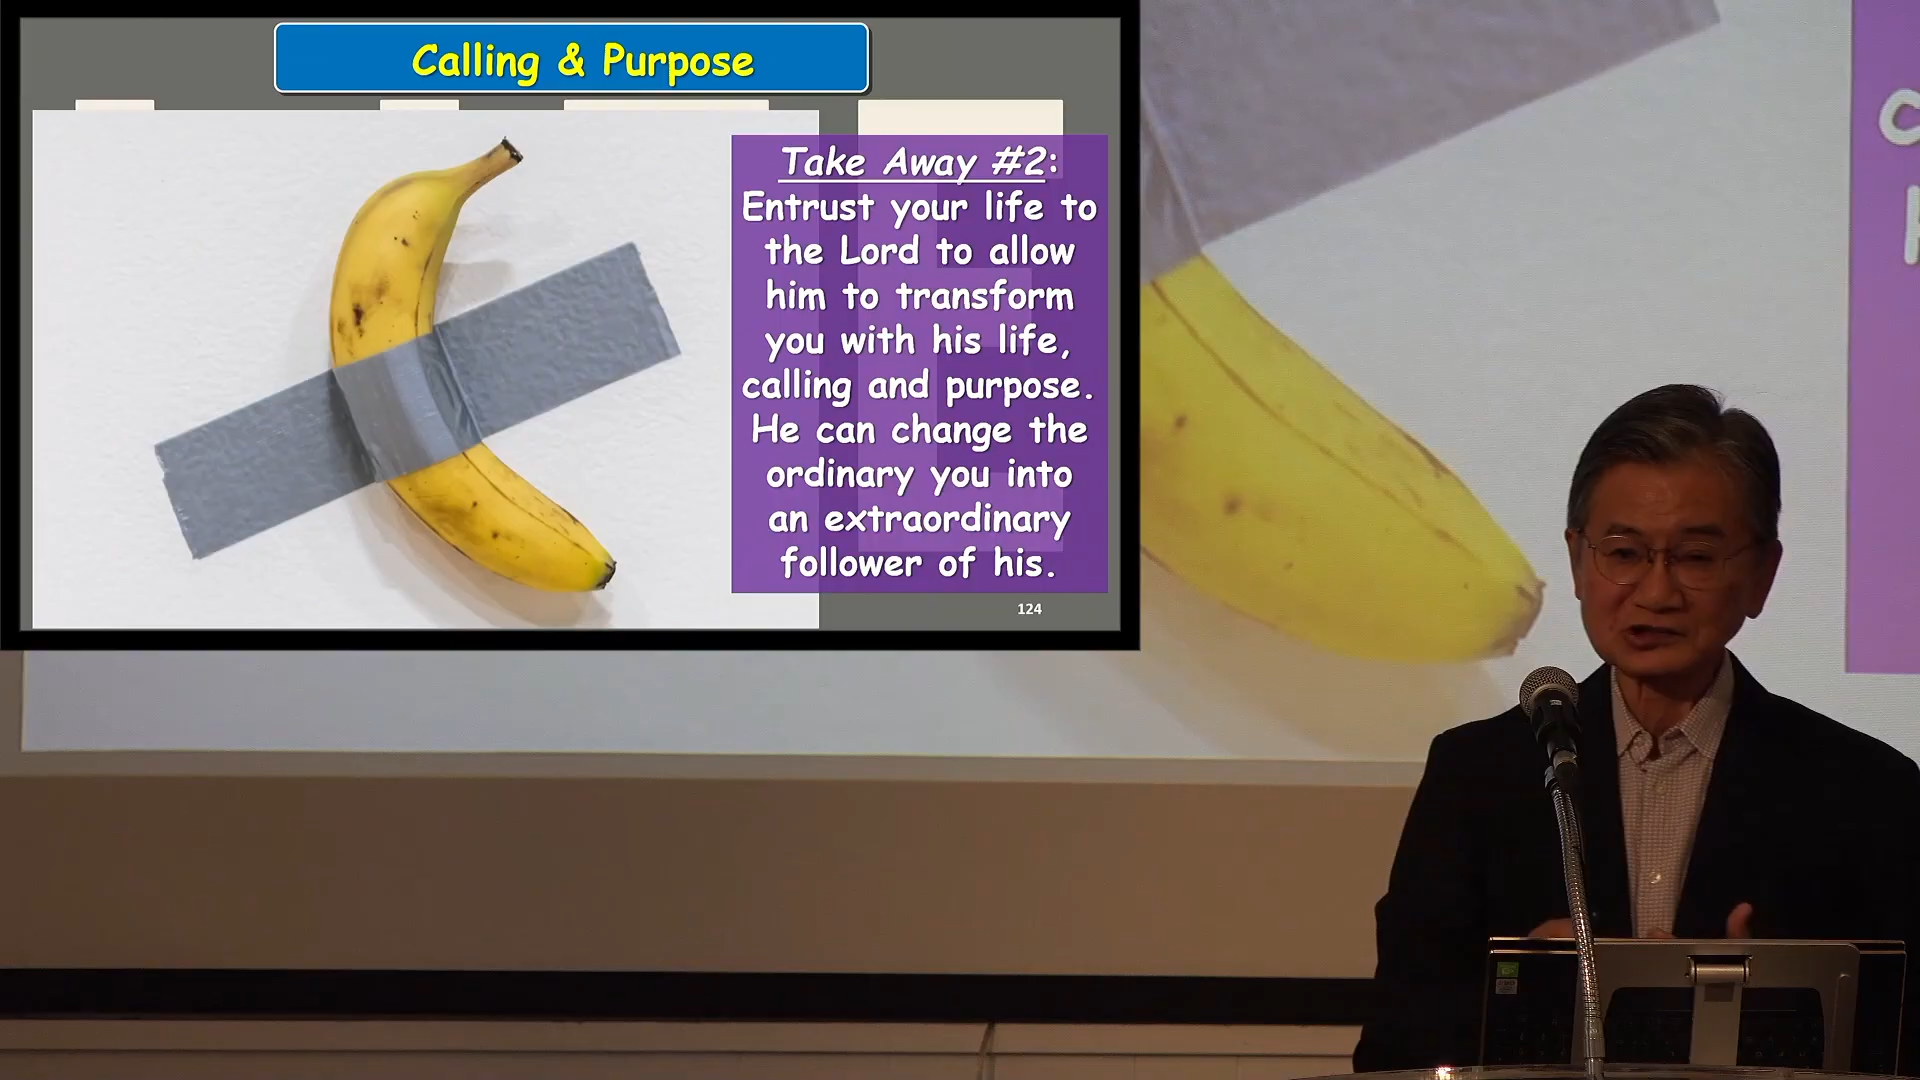 Calling & Purpose
Take Away #2:
Entrust your life to
the Lord to allow
him to transform
you with his life,
calling and purpose.
He can change the
ordinary you into
an extraordinary
follower of his.
124